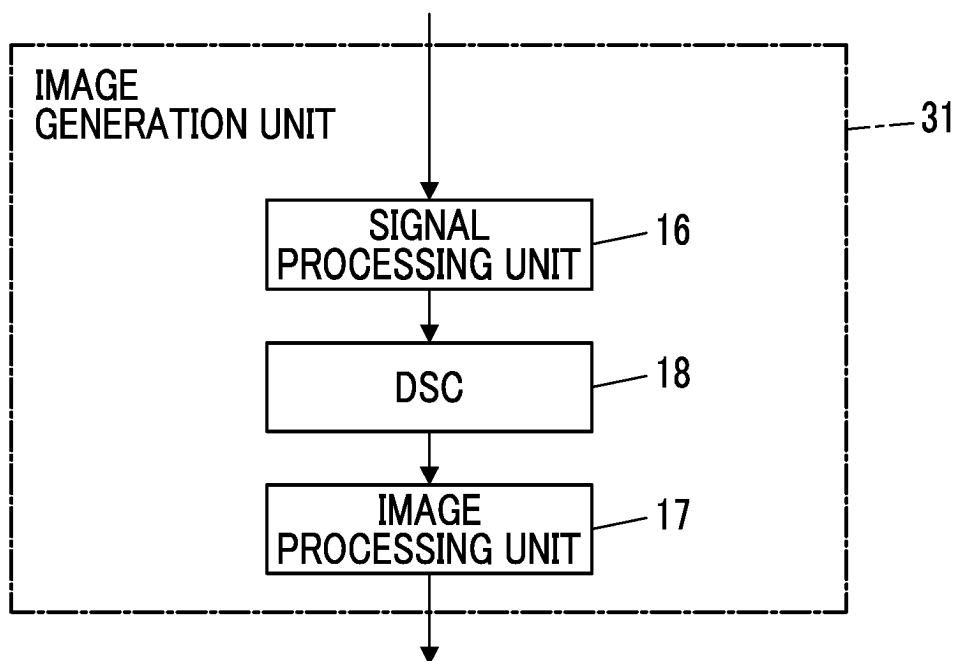 IMAGE
GENERATION UNIT
31
SIGNAL
PROCESSING UNIT
16
DSC
18
IMAGE
PROCESSING UNIT
17